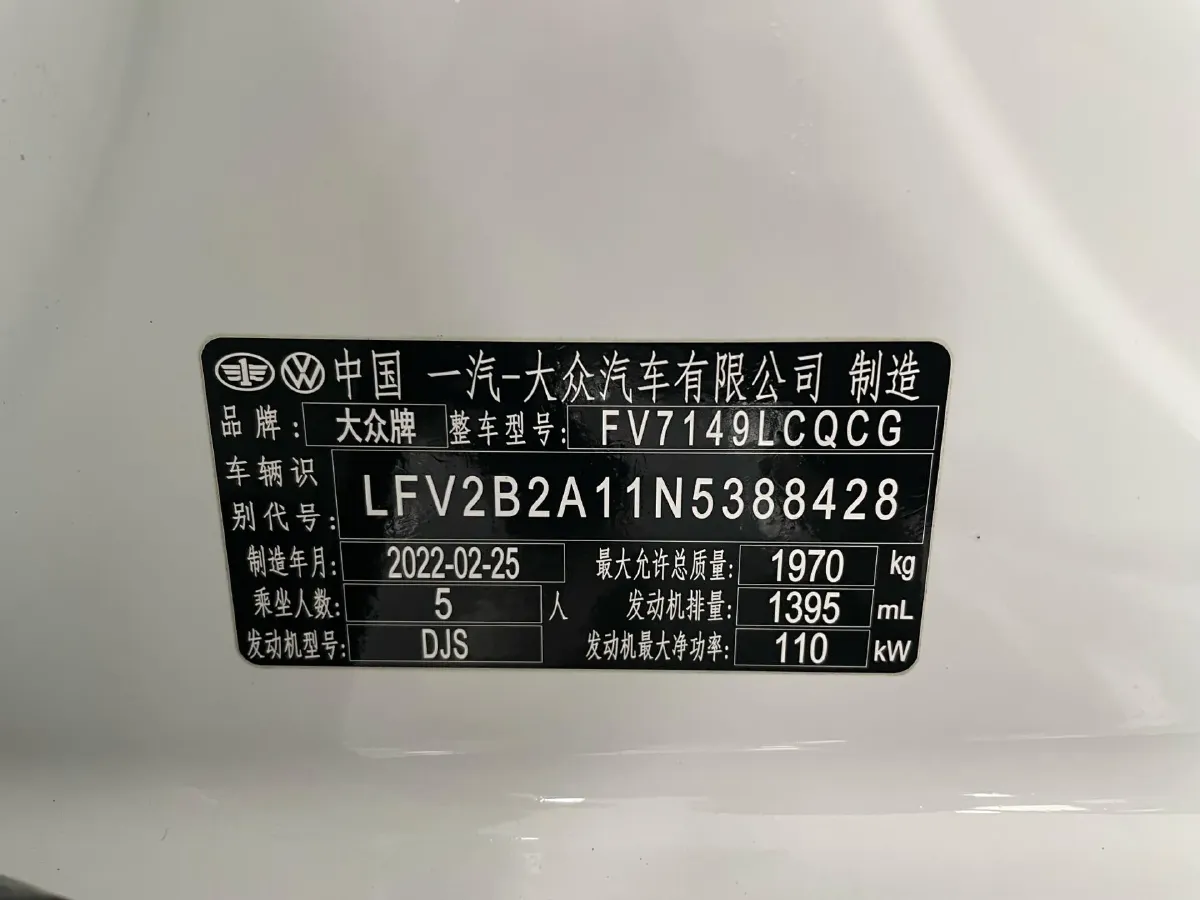 中国 一汽-大众汽车有限公司 制造
品牌: 大众牌 整车型号: FV7149LCQCG
车辆识别代号: LFV2B2A11N5388428
制造年月: 2022-02-25 最大允许总质量: 1970 kg
乘坐人数: 5 人 发动机排量: 1395 mL
发动机型号: DJS 发动机最大净功率: 110 kW